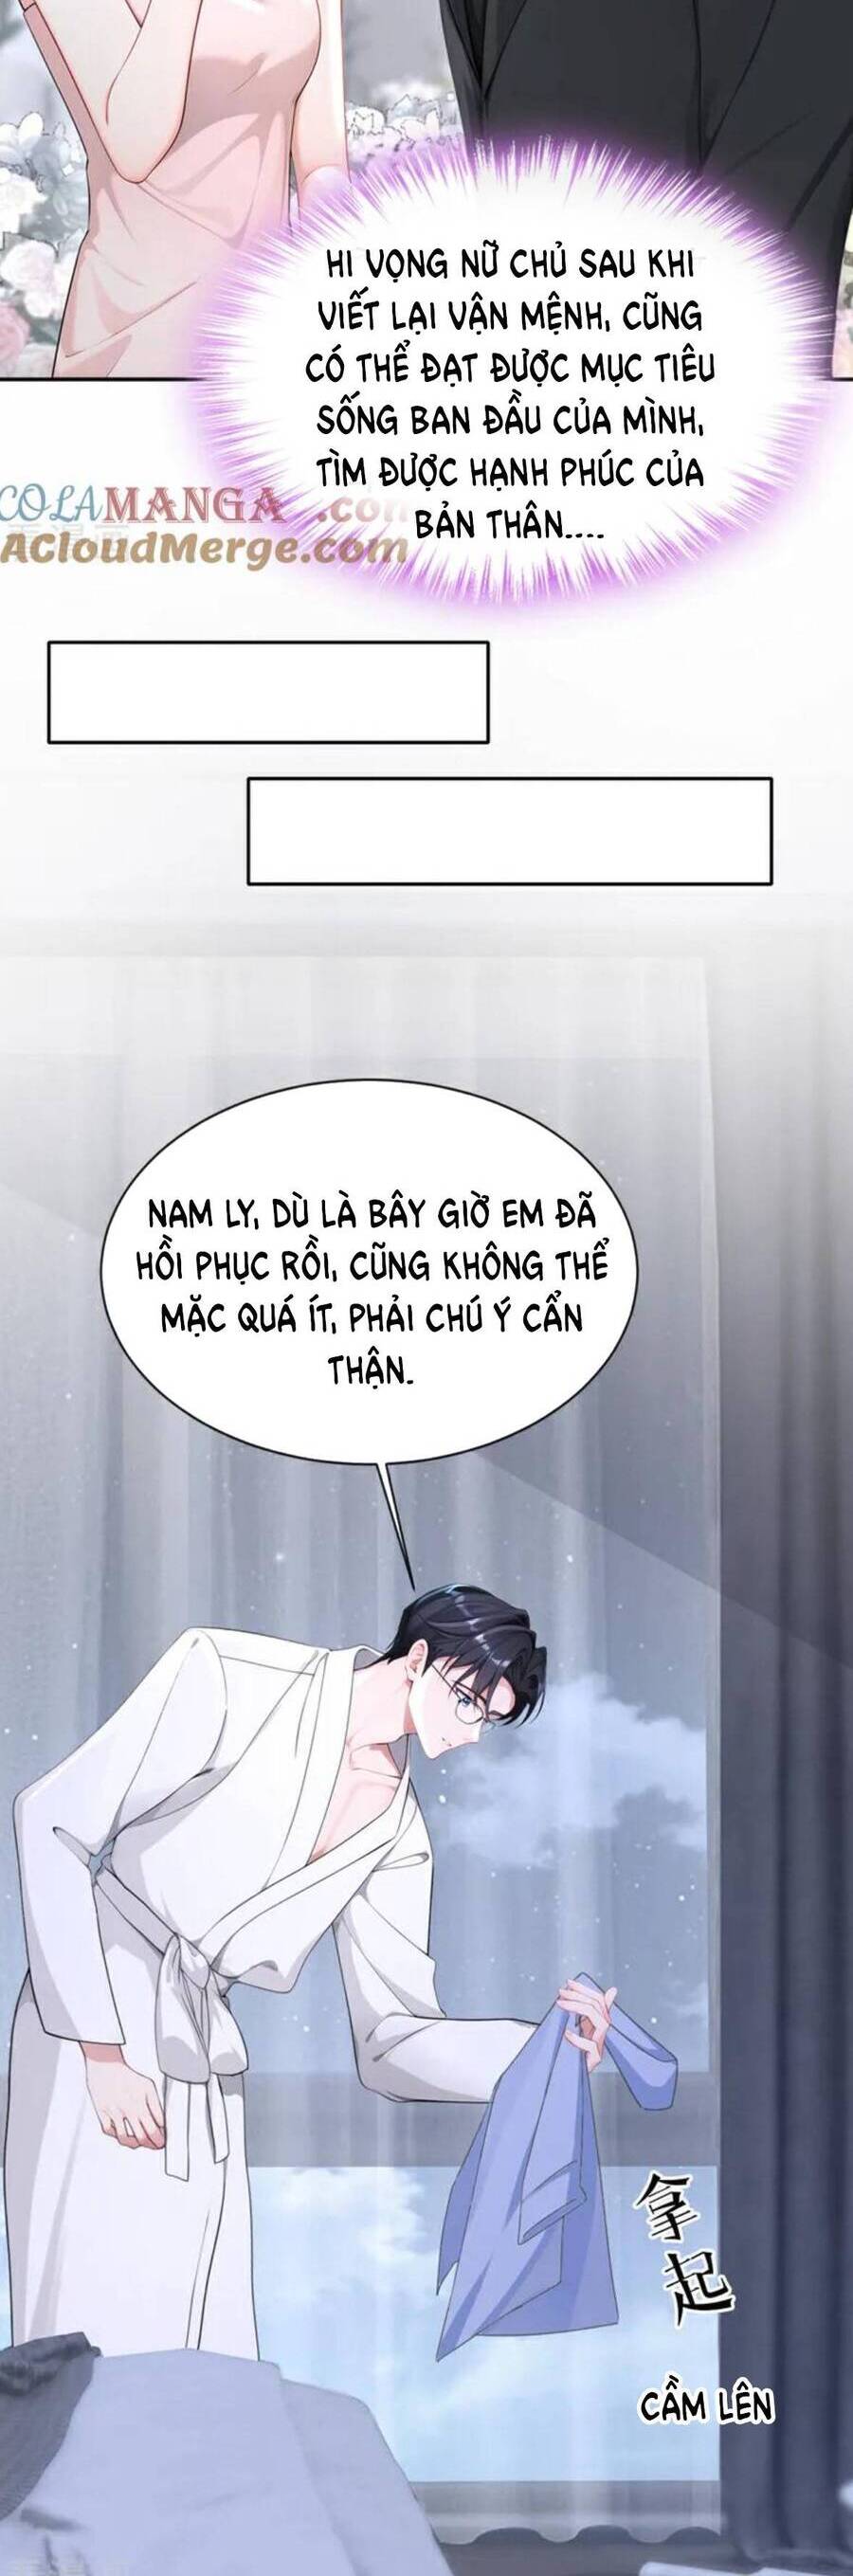 HI VỌNG NỮ CHỦ SAU KHI
VIẾT LẠI VẬN MỆNH, CŨNG
CÓ THỂ ĐẠT ĐƯỢC MỤC TIÊU
SỐNG BAN ĐẦU CỦA MÌNH,
TÌM ĐƯỢC HẠNH PHÚC CỦA
BẢN THÂN....
COLAMANGA.com
ACloudMerge.com
NAM LY, DÙ LÀ BÂY GIỜ EM ĐÃ
HỒI PHỤC RỒI, CŨNG KHÔNG THỂ
MẶC QUÁ ÍT, PHẢI CHÚ Ý CẨN
THẬN.
拿起
CẦM LÊN